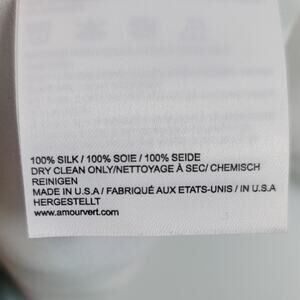 100% SILK / 100% SOIE / 100% SEIDE
DRY CLEAN ONLY/NETTOYAGE À SEC/ CHEMISCH
REINIGEN
MADE IN U.S.A / FABRIQUÉ AUX ETATS-UNIS / IN U.S.A
HERGESTELLT
www.amourvert.com